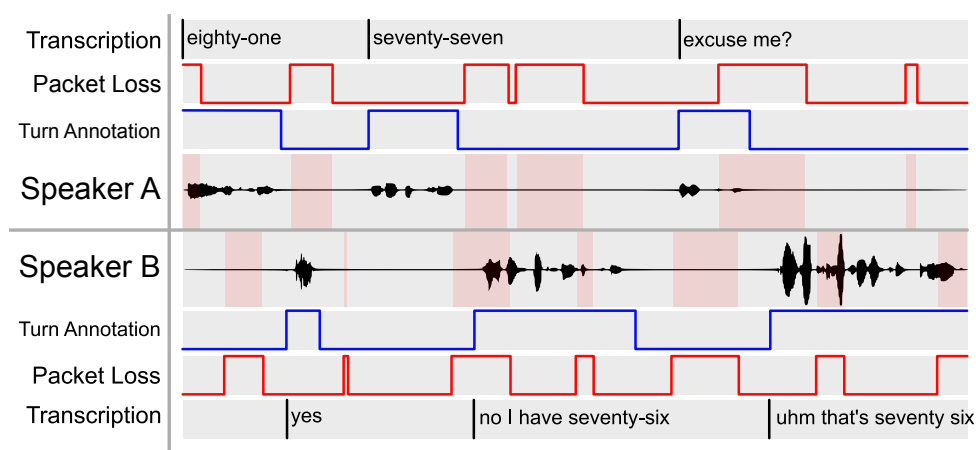 Transcription eighty-one seventy-seven excuse me?
Packet Loss
Turn Annotation
Speaker A
Speaker B
Turn Annotation
Packet Loss
Transcription yes no I have seventy-six uhm that's seventy six